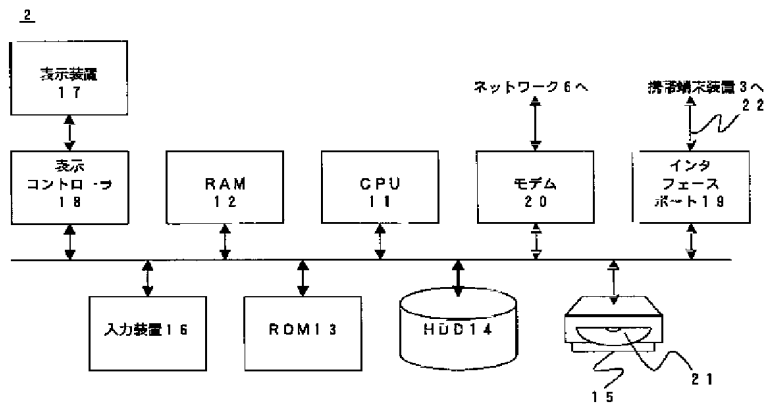 2
表示装置
17
ネットワーク6へ
携帯端末装置3へ
22
表示
コントローラ
18
RAM
12
CPU
11
モデム
20
インタ
フェース
ポート19
入力装置16
ROM13
HDD14
21
15